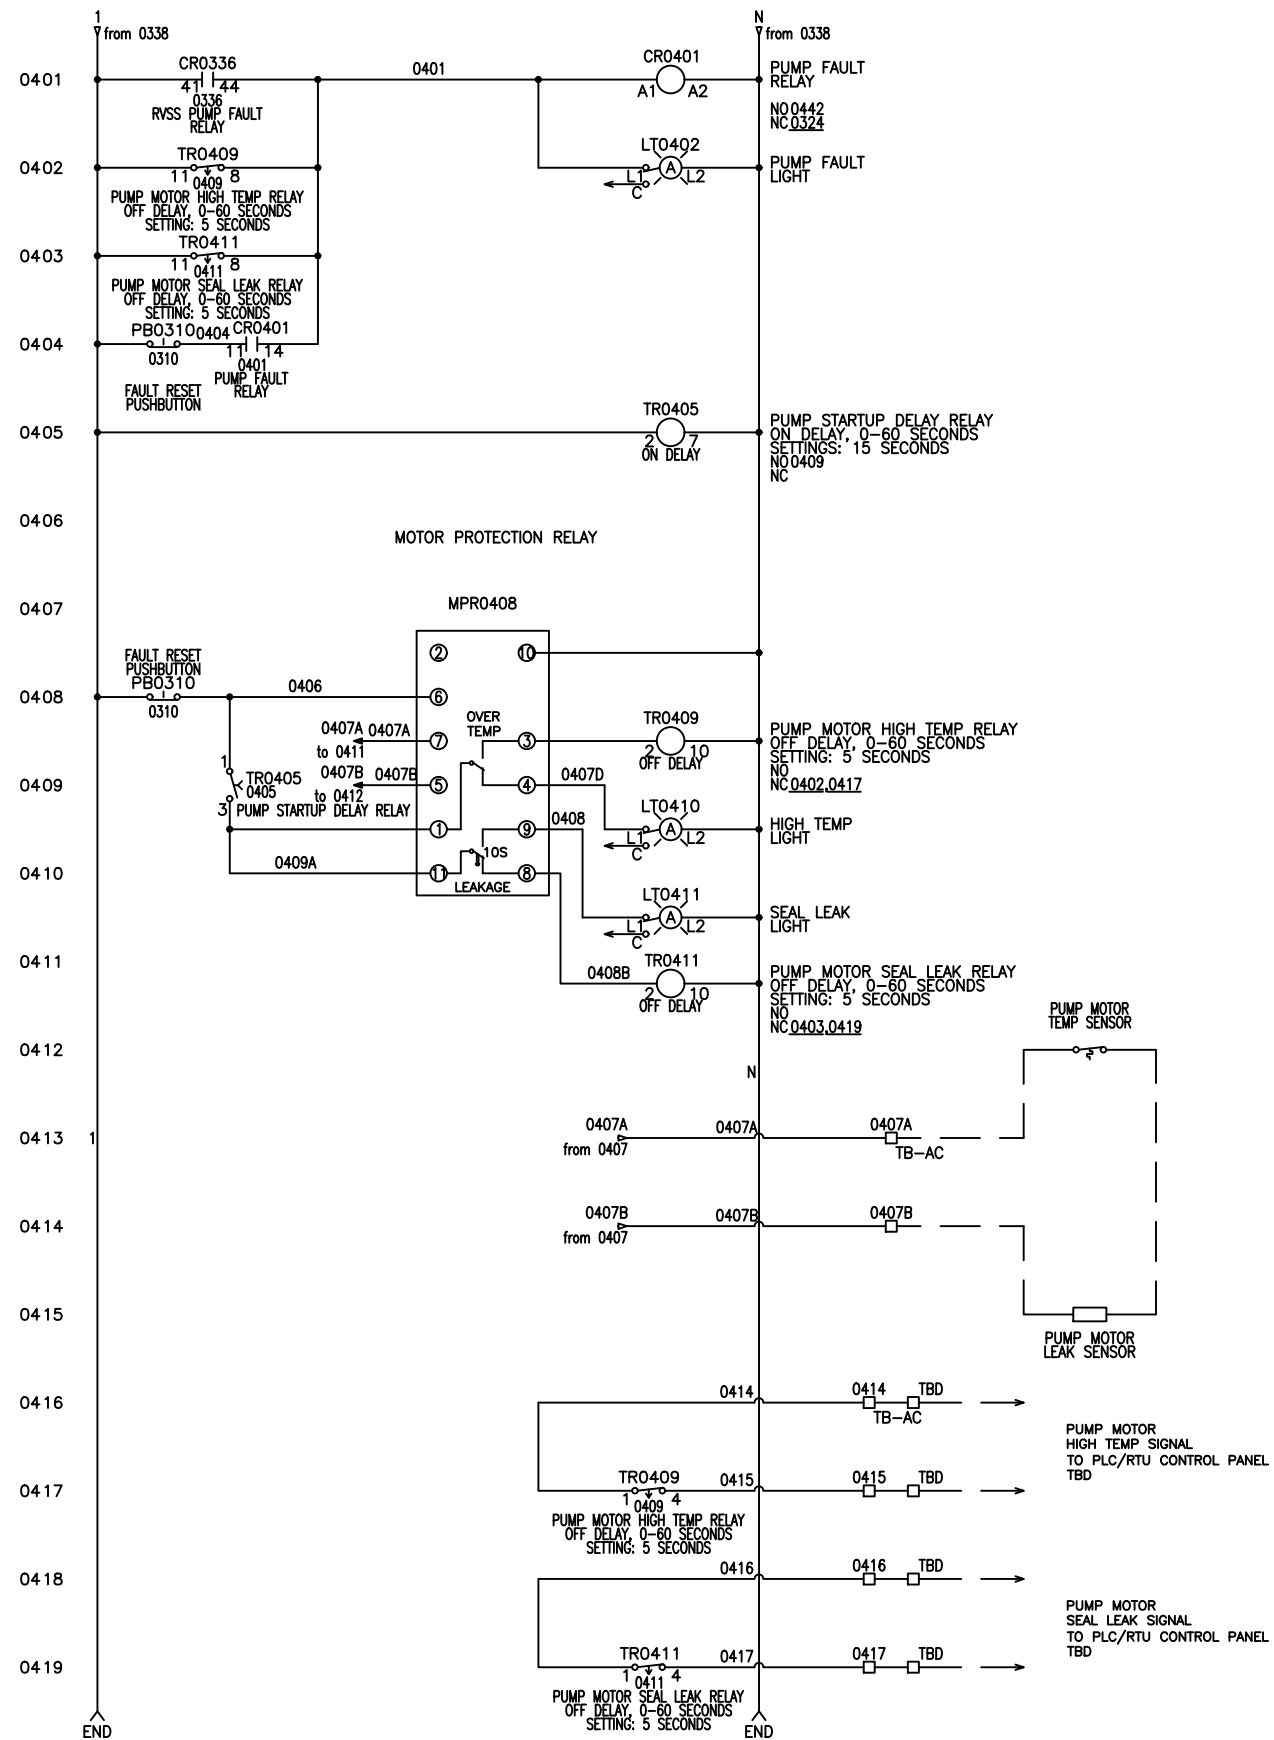 1
from 0338
N
from 0338
0401
CR0336
41 44
0336
RVSS PUMP FAULT
RELAY
0401
CR0401
A1 A2
PUMP FAULT
RELAY
NO 0442
NC 0324
0402
TR0409
11 8
0409
PUMP MOTOR HIGH TEMP RELAY
OFF DELAY, 0-60 SECONDS
SETTING: 5 SECONDS
LT0402
L1 A L2
C
PUMP FAULT
LIGHT
0403
TR0411
11 8
0411
PUMP MOTOR SEAL LEAK RELAY
OFF DELAY, 0-60 SECONDS
SETTING: 5 SECONDS
0404
PB0310 0404 CR0401
11 14
0310
0401
PUMP FAULT
RELAY
FAULT RESET
PUSHBUTTON
0405
TR0405
2 7
ON DELAY
PUMP STARTUP DELAY RELAY
ON DELAY, 0-60 SECONDS
SETTINGS: 15 SECONDS
NO 0409
NC
0406
MOTOR PROTECTION RELAY
0407
MPR0408
2 10
0408
FAULT RESET
PUSHBUTTON
PB0310
0310
0406
6
0407A 0407A
to 0411
7
OVER
TEMP
3
TR0409
2 10
OFF DELAY
PUMP MOTOR HIGH TEMP RELAY
OFF DELAY, 0-60 SECONDS
SETTING: 5 SECONDS
NO
NC 0402,0417
0409
1
TR0405
0405
3 PUMP STARTUP DELAY RELAY
0407B 0407B
to 0412
5
4
0407D
LT0410
L1 A L2
C
HIGH TEMP
LIGHT
1
9
0408
0410
0409A
11
10S
8
LEAKAGE
LT0411
L1 A L2
C
SEAL LEAK
LIGHT
0411
0408B
TR0411
2 10
OFF DELAY
PUMP MOTOR SEAL LEAK RELAY
OFF DELAY, 0-60 SECONDS
SETTING: 5 SECONDS
NO
NC 0403,0419
PUMP MOTOR
TEMP SENSOR
0412
N
0413
1
0407A
from 0407
0407A
0407A
TB-AC
0414
0407B
from 0407
0407B
0407B
0415
PUMP MOTOR
LEAK SENSOR
0416
0414
0414 TBD
TB-AC
PUMP MOTOR
HIGH TEMP SIGNAL
TO PLC/RTU CONTROL PANEL
TBD
0417
TR0409
1 4
0409
0415
0415 TBD
PUMP MOTOR HIGH TEMP RELAY
OFF DELAY, 0-60 SECONDS
SETTING: 5 SECONDS
0418
0416
0416 TBD
PUMP MOTOR
SEAL LEAK SIGNAL
TO PLC/RTU CONTROL PANEL
TBD
0419
TR0411
1 4
0411
0417
0417 TBD
PUMP MOTOR SEAL LEAK RELAY
OFF DELAY, 0-60 SECONDS
SETTING: 5 SECONDS
END
END